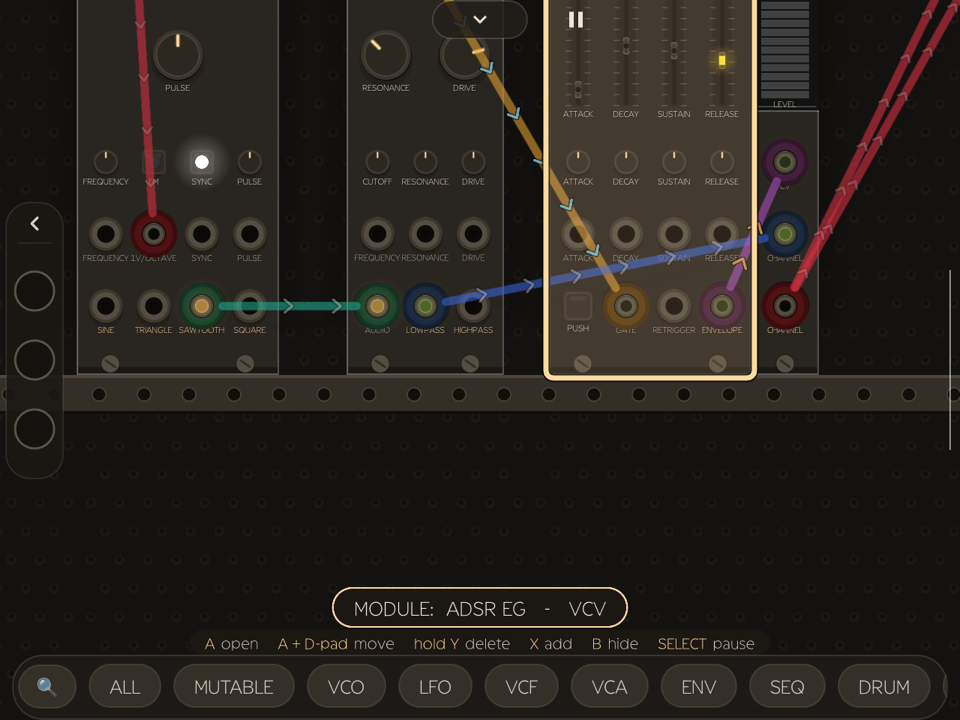 PULSE
RESONANCE DRIVE
ATTACK DECAY SUSTAIN RELEASE
LEVEL
FREQUENCY SYNC PULSE
CUTOFF RESONANCE DRIVE
ATTACK DECAY SUSTAIN RELEASE
FREQUENCY 1V/OCTAVE SYNC PULSE
FREQUENCY RESONANCE DRIVE
ATTACK DECAY SUSTAIN RELEASE
CHANNEL
SINE TRIANGLE SAWTOOTH SQUARE
AUDIO LOWPASS HIGHPASS
PUSH GATE RETRIGGER ENVELOPE
CHANNEL
MODULE: ADSR EG - VCV
A open A + D-pad move hold Y delete X add B hide SELECT pause
🔍 ALL MUTABLE VCO LFO VCF VCA ENV SEQ DRUM